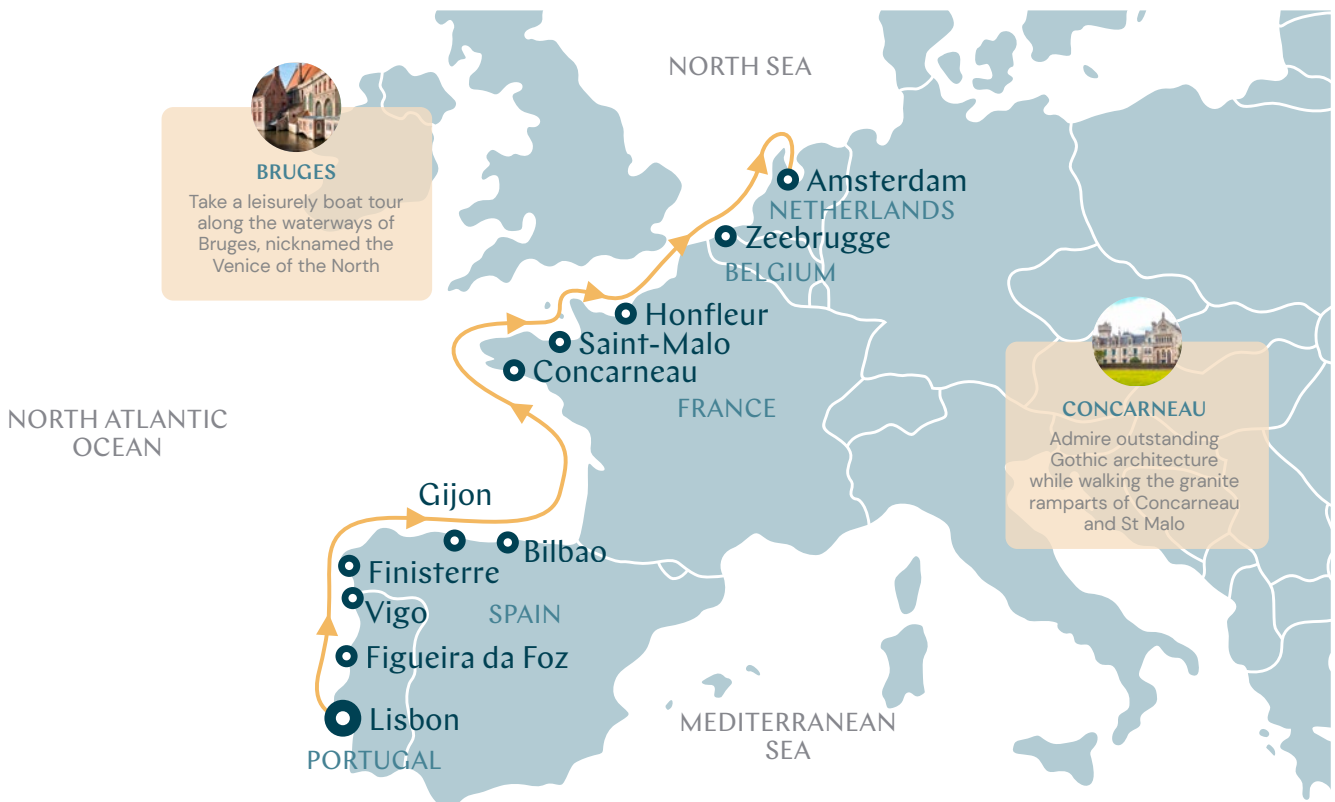 NORTH SEA
BRUGES
Take a leisurely boat tour
along the waterways of
Bruges, nicknamed the
Venice of the North
Amsterdam
NETHERLANDS
Zeebrugge
BELGIUM
Honfleur
Saint-Malo
Concarneau
FRANCE
CONCARNEAU
Admire outstanding
Gothic architecture
while walking the granite
ramparts of Concarneau
and St Malo
NORTH ATLANTIC
OCEAN
Gijon
Bilbao
Finisterre
Vigo
SPAIN
Figueira da Foz
Lisbon
PORTUGAL
MEDITERRANEAN
SEA